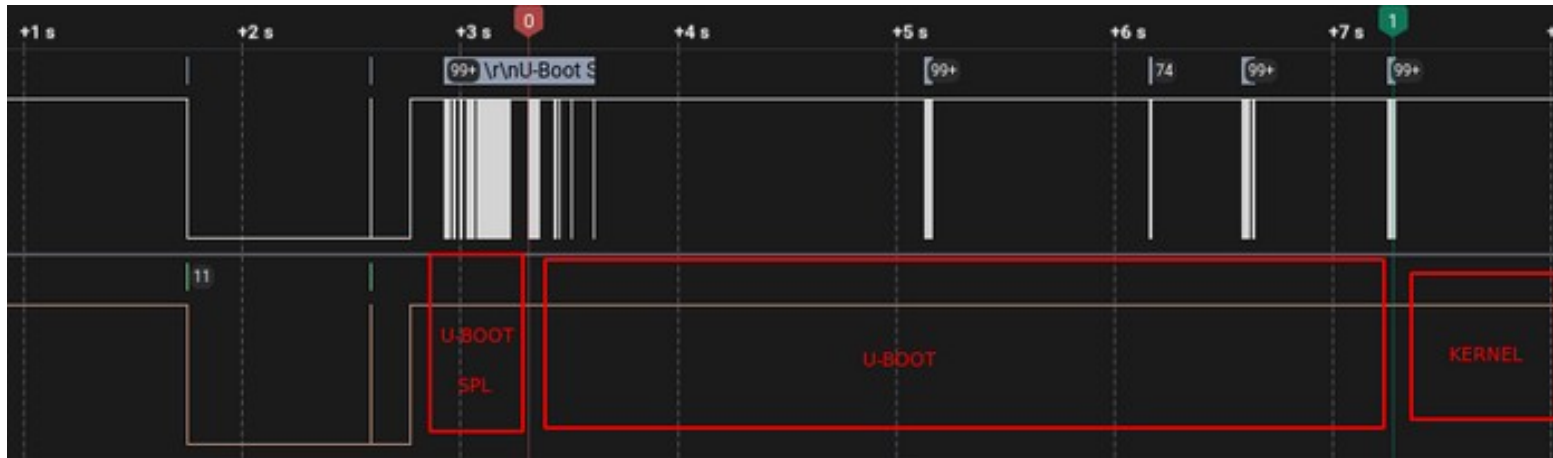 +1 s +2 s +3 s 0 +4 s +5 s +6 s +7 s 1
99+ \r\nU-Boot S 99+ 74 99+ 99+
11
U-BOOT
SPL
U-BOOT
KERNEL